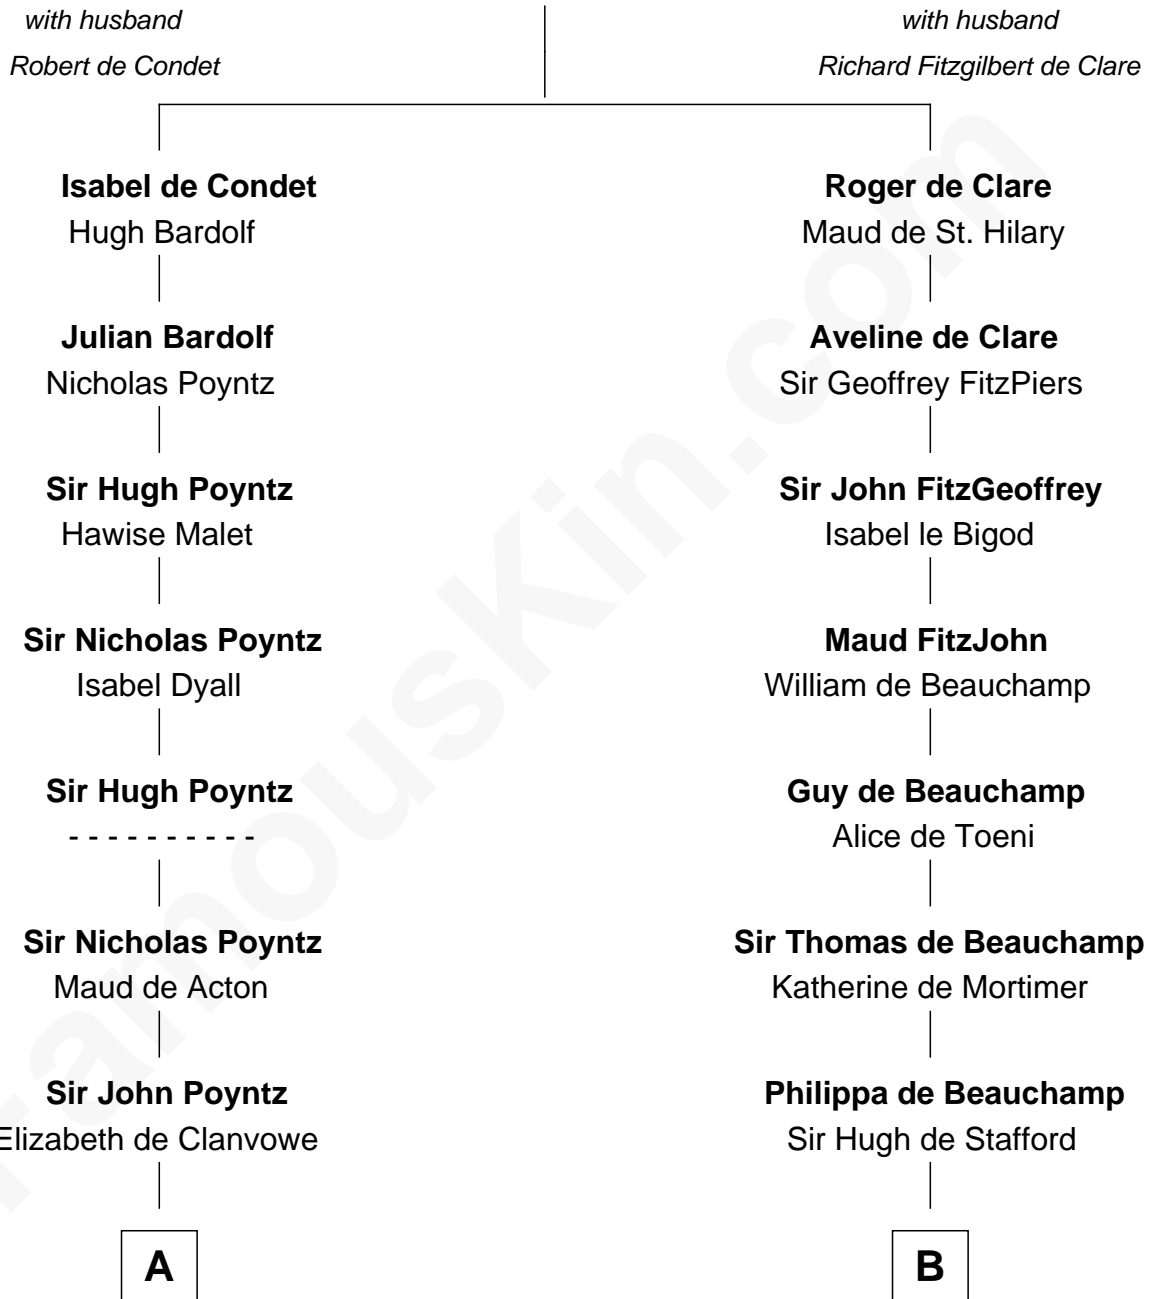 with husband
Robert de Condet
with husband
Richard Fitzgilbert de Clare
Isabel de Condet
Hugh Bardolf
Roger de Clare
Maud de St. Hilary
Julian Bardolf
Nicholas Poyntz
Aveline de Clare
Sir Geoffrey FitzPiers
Sir Hugh Poyntz
Hawise Malet
Sir John FitzGeoffrey
Isabel le Bigod
Sir Nicholas Poyntz
Isabel Dyall
Maud FitzJohn
William de Beauchamp
Sir Hugh Poyntz
- - - - - - - - - -
Guy de Beauchamp
Alice de Toeni
Sir Nicholas Poyntz
Maud de Acton
Sir Thomas de Beauchamp
Katherine de Mortimer
Sir John Poyntz
Elizabeth de Clanvowe
Philippa de Beauchamp
Sir Hugh de Stafford
A
B
famouskin.com